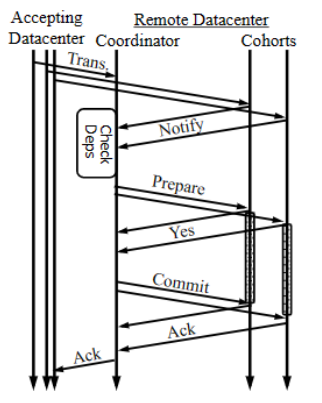 Accepting
Datacenter
Remote Datacenter
Coordinator
Cohorts
Trans.
Notify
Check
Deps
Prepare
Yes
Commit
Ack
Ack